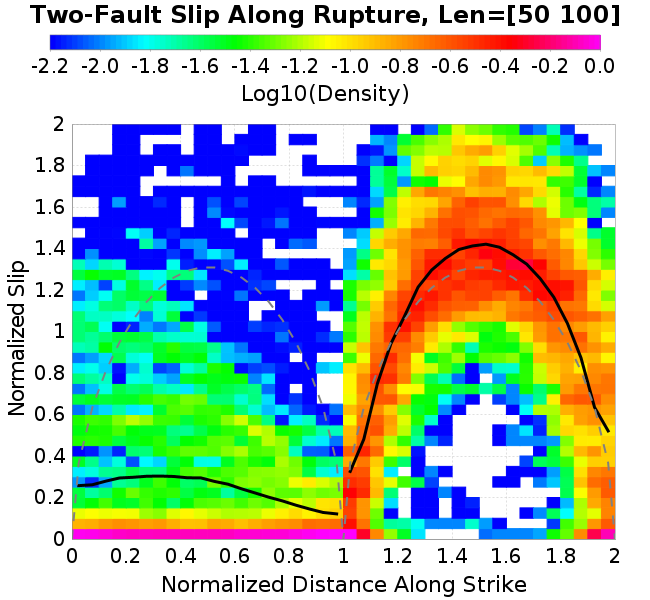 Two-Fault Slip Along Rupture, Len=[50 100]
-2.2 -2.0 -1.8 -1.6 -1.4 -1.2 -1.0 -0.8 -0.6 -0.4 -0.2 0.0
Log10(Density)
Normalized Slip
2
1.8
1.6
1.4
1.2
1
0.8
0.6
0.4
0.2
0
0 0.2 0.4 0.6 0.8 1 1.2 1.4 1.6 1.8 2
Normalized Distance Along Strike